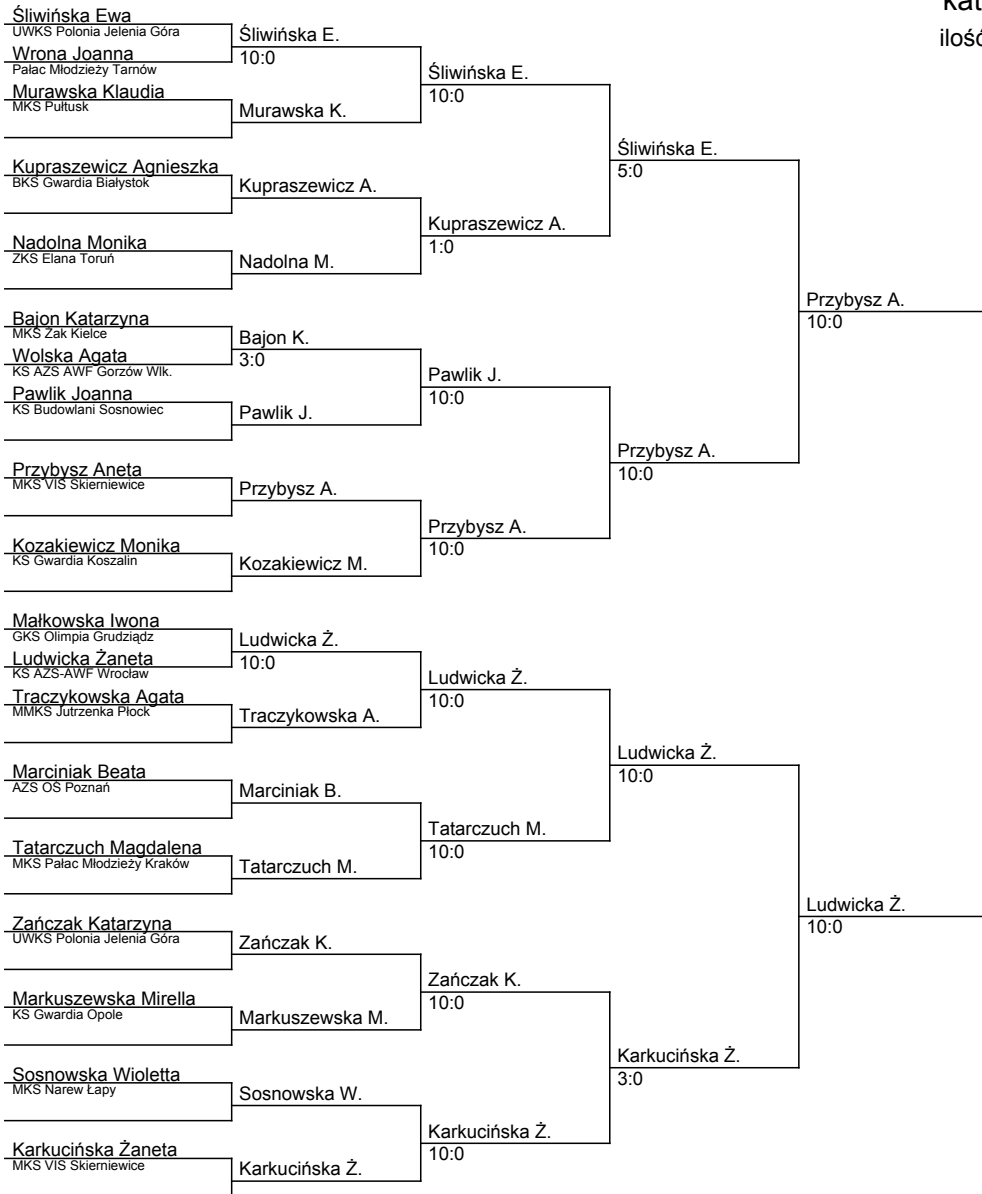 kat
ilość
Śliwińska Ewa
UWKS Polonia Jelenia Góra
Wrona Joanna
Pałac Młodzieży Tarnów
Murawska Klaudia
MKS Pułtusk
Kupraszewicz Agnieszka
BKS Gwardia Białystok
Nadolna Monika
ZKS Elana Toruń
Bajon Katarzyna
MKS Żak Kielce
Wolska Agata
KS AZS AWF Gorzów Wlk.
Pawlik Joanna
KS Budowlani Sosnowiec
Przybysz Aneta
MKS VIS Skierniewice
Kozakiewicz Monika
KS Gwardia Koszalin
Małkowska Iwona
GKS Olimpia Grudziądz
Ludwicka Żaneta
KS AZS-AWF Wrocław
Traczykowska Agata
MMKS Jutrzenka Płock
Marciniak Beata
AZS OŚ Poznań
Tatarczuch Magdalena
MKS Pałac Młodzieży Kraków
Zańczak Katarzyna
UWKS Polonia Jelenia Góra
Markuszewska Mirella
KS Gwardia Opole
Sosnowska Wioletta
MKS Narew Łapy
Karkucińska Żaneta
MKS VIS Skierniewice
Śliwińska E.
10:0
Murawska K.
Kupraszewicz A.
Nadolna M.
Bajon K.
3:0
Pawlik J.
Przybysz A.
Kozakiewicz M.
Ludwicka Ż.
10:0
Traczykowska A.
Marciniak B.
Tatarczuch M.
Zańczak K.
Markuszewska M.
Sosnowska W.
Karkucińska Ż.
Śliwińska E.
10:0
Kupraszewicz A.
1:0
Pawlik J.
10:0
Przybysz A.
10:0
Ludwicka Ż.
10:0
Tatarczuch M.
10:0
Zańczak K.
10:0
Karkucińska Ż.
10:0
Śliwińska E.
5:0
Przybysz A.
10:0
Ludwicka Ż.
10:0
Karkucińska Ż.
3:0
Przybysz A.
10:0
Ludwicka Ż.
10:0